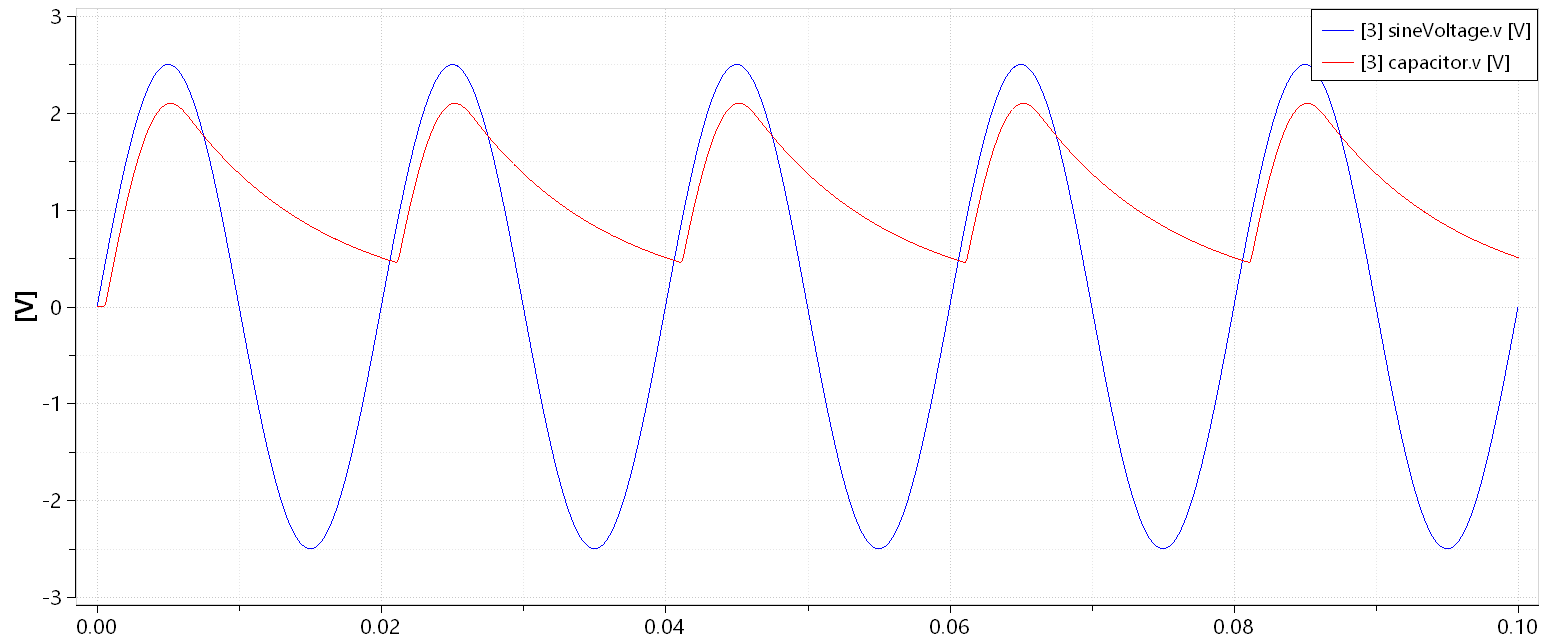 3
[3] sineVoltage.v [V]
[3] capacitor.v [V]
2
1
[V]
0
-1
-2
-3
0.00 0.02 0.04 0.06 0.08 0.10